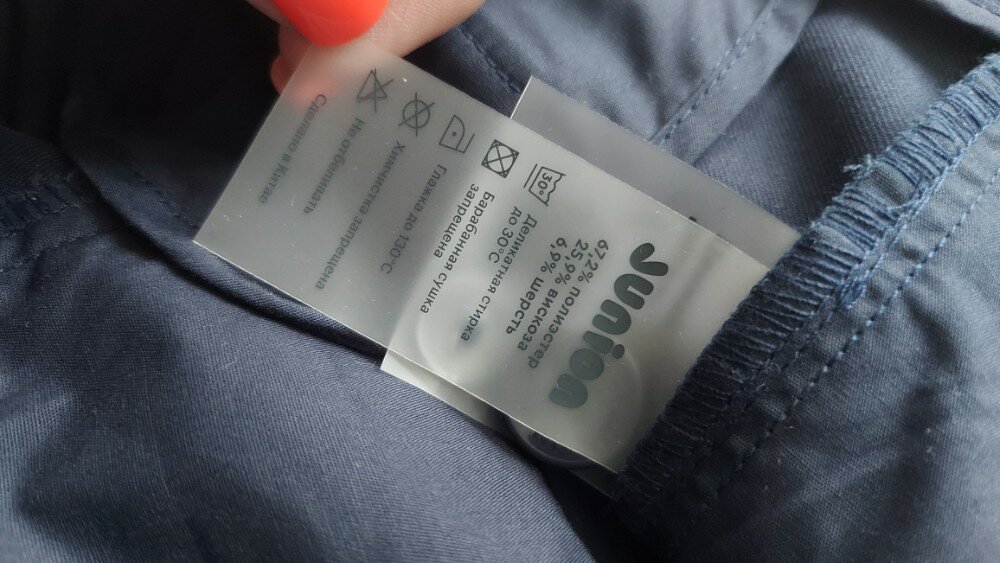 JUNION
67,2% полиэстер
25,9% вискоза
6,9% шерсть
30°
Деликатная стирка
до 30°С
Барабанная сушка
запрещена
Глажка до 130°С
Химчистка запрещена
Не отбеливать
Сделано в Китае